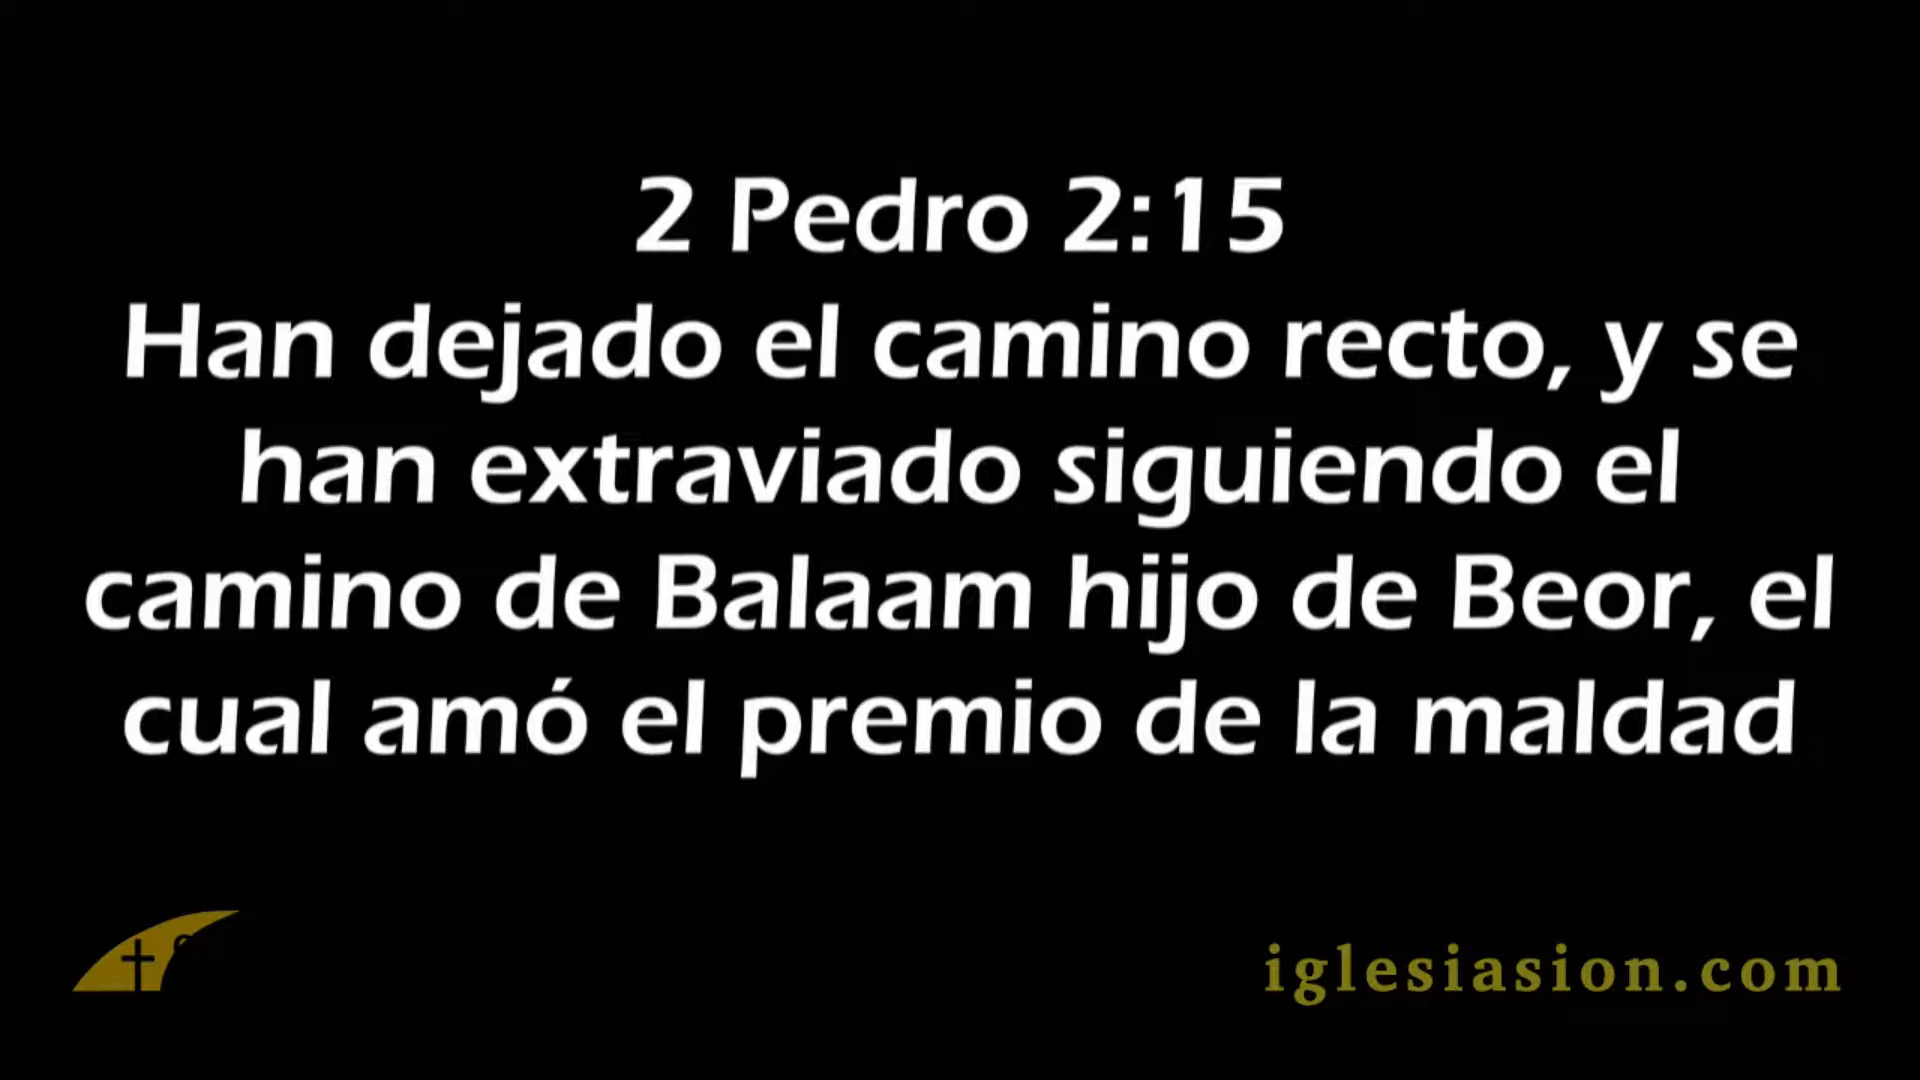 2 Pedro 2:15
Han dejado el camino recto, y se
han extraviado siguiendo el
camino de Balaam hijo de Beor, el
cual amó el premio de la maldad
iglesiasion.com